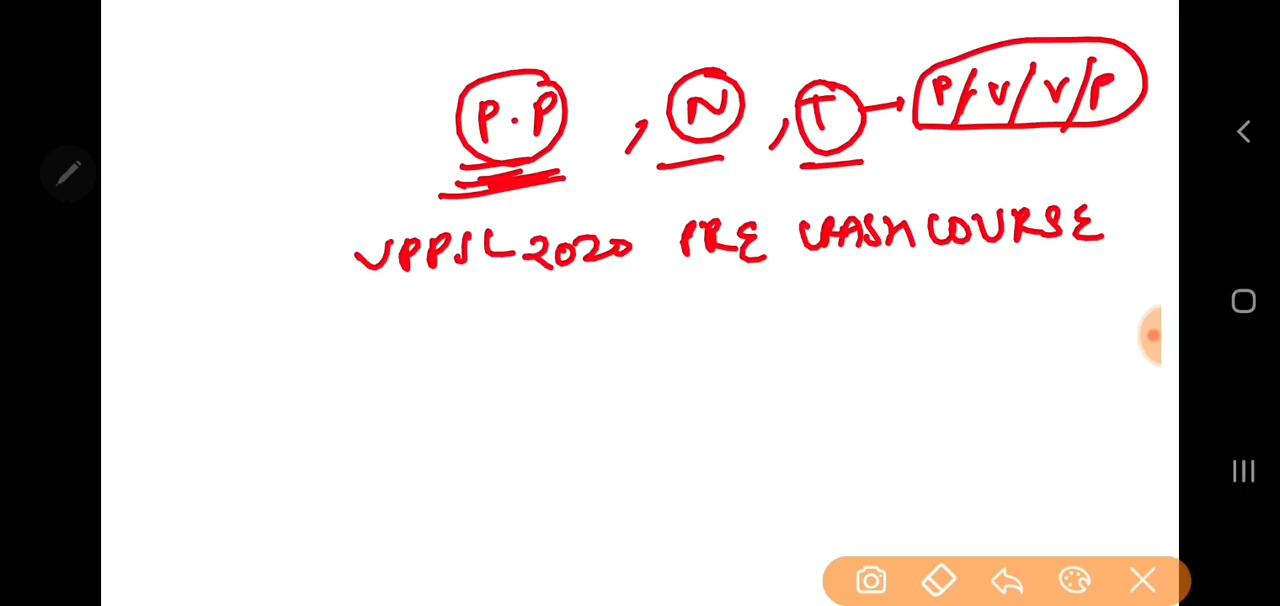 P.P , N , T → P/V/V/P
UPPSC 2020 PRE CRASH COURSE